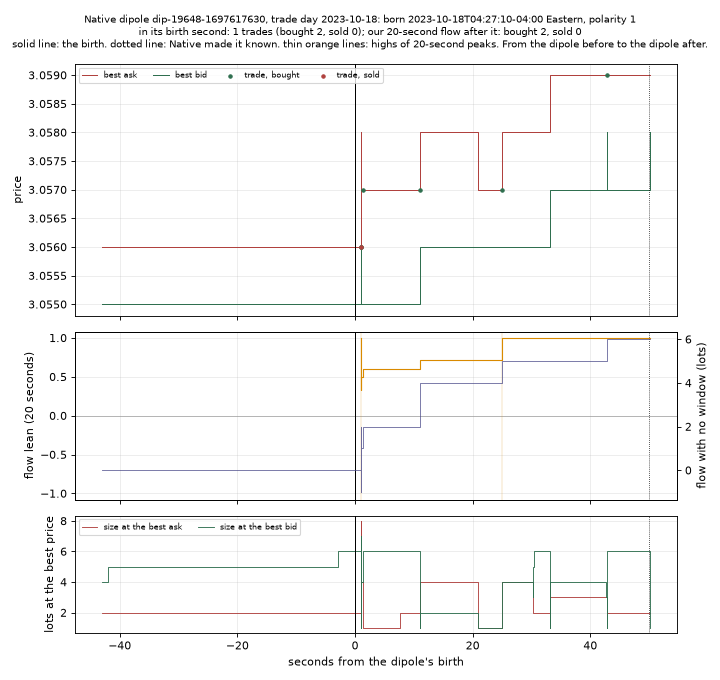 Native dipole dip-19648-1697617630, trade day 2023-10-18: born 2023-10-18T04:27:10-04:00 Eastern, polarity 1
in its birth second: 1 trades (bought 2, sold 0); our 20-second flow after it: bought 2, sold 0
solid line: the birth. dotted line: Native made it known. thin orange lines: highs of 20-second peaks. From the dipole before to the dipole after.
best ask
best bid
trade, bought
trade, sold
3.0590
3.0585
3.0580
3.0575
3.0570
3.0565
3.0560
3.0555
3.0550
price
1.0
0.5
0.0
−0.5
−1.0
flow lean (20 seconds)
6
4
2
0
flow with no window (lots)
size at the best ask
size at the best bid
8
6
4
2
lots at the best price
−40
−20
0
20
40
seconds from the dipole's birth